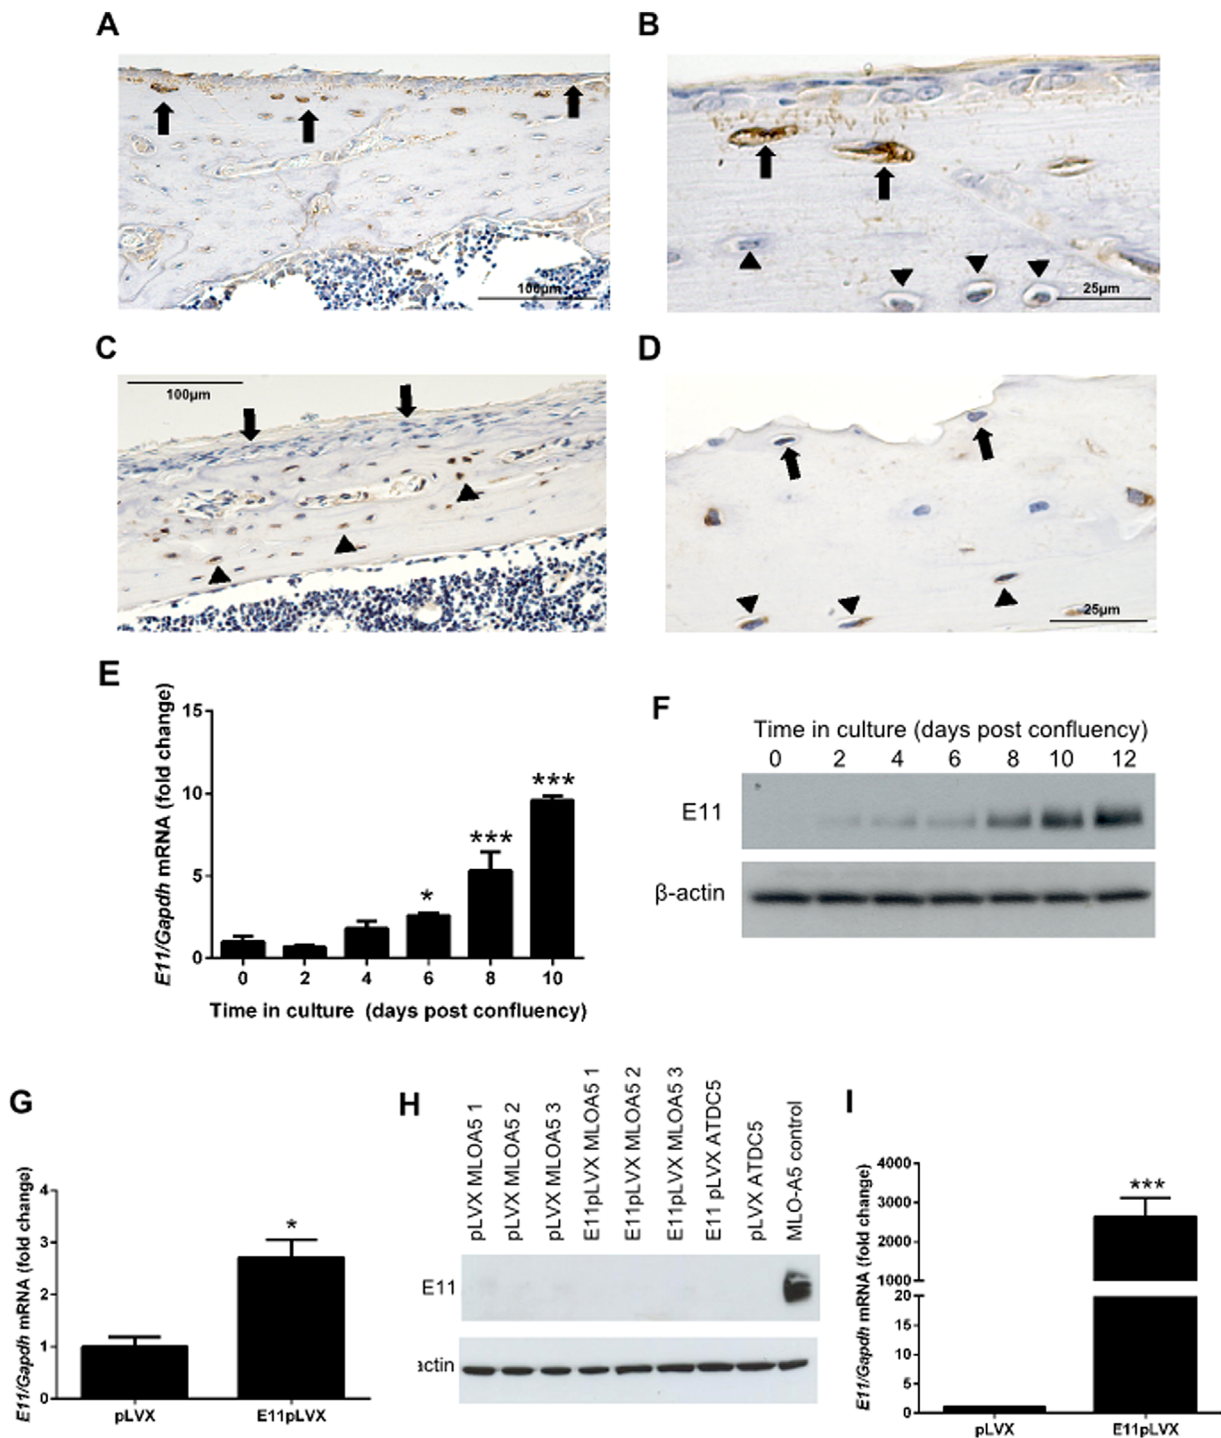 A
B
100µm
25µm
C
D
100µm
25µm
E
E11/Gapdh mRNA (fold change)
15
10
5
0
*
***
***
0 2 4 6 8 10
Time in culture (days post confluency)
F
Time in culture (days post confluency)
0 2 4 6 8 10 12
E11
β-actin
G
E11/Gapdh mRNA (fold change)
4
3
2
1
0
*
pLVX E11pLVX
H
pLVX MLOA5 1
pLVX MLOA5 2
pLVX MLOA5 3
E11pLVX MLOA5 1
E11pLVX MLOA5 2
E11pLVX MLOA5 3
E11 pLVX ATDC5
pLVX ATDC5
MLO-A5 control
E11
actin
I
E11/Gapdh mRNA (fold change)
4000
3000
2000
1000
20
15
10
5
0
***
pLVX E11pLVX